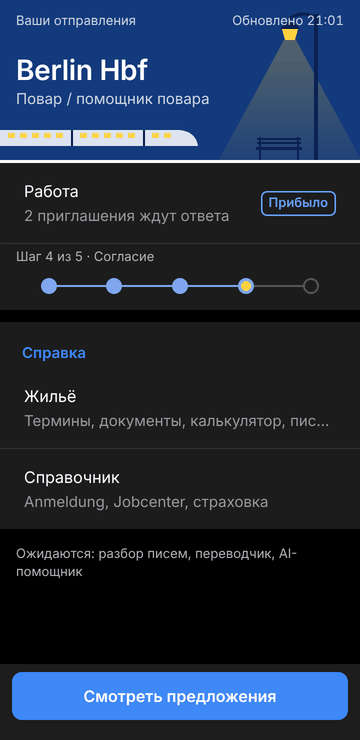 Ваши отправления
Обновлено 21:01
Berlin Hbf
Повар / помощник повара
Работа
2 приглашения ждут ответа
Прибыло
Шаг 4 из 5 · Согласие
Справка
Жильё
Термины, документы, калькулятор, пис...
Справочник
Anmeldung, Jobcenter, страховка
Ожидаются: разбор писем, переводчик, AI-
помощник
Смотреть предложения